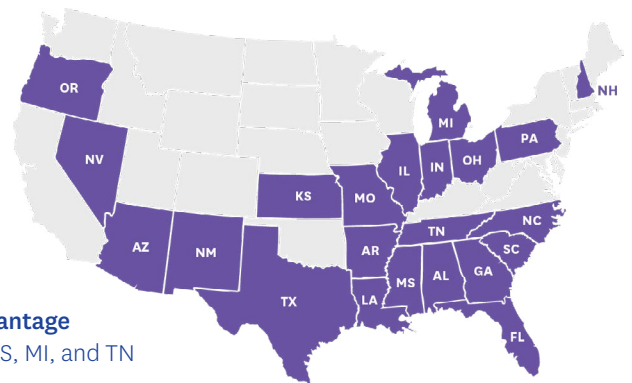 OR
NH
MI
PA
NV
IL
IN
OH
KS
MO
NC
TN
AZ
NM
AR
SC
MS
AL
GA
TX
LA
FL
antage
S, MI, and TN